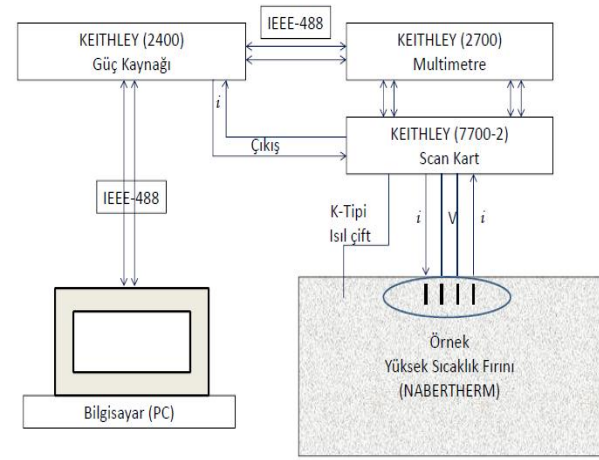 IEEE-488
KEITHLEY (2400)
Güç Kaynağı
KEITHLEY (2700)
Multimetre
i
Çıkış
KEITHLEY (7700-2)
Scan Kart
IEEE-488
K-Tipi
Isıl çift
i
V
i
Örnek
Yüksek Sıcaklık Fırını
(NABERTHERM)
Bilgisayar (PC)